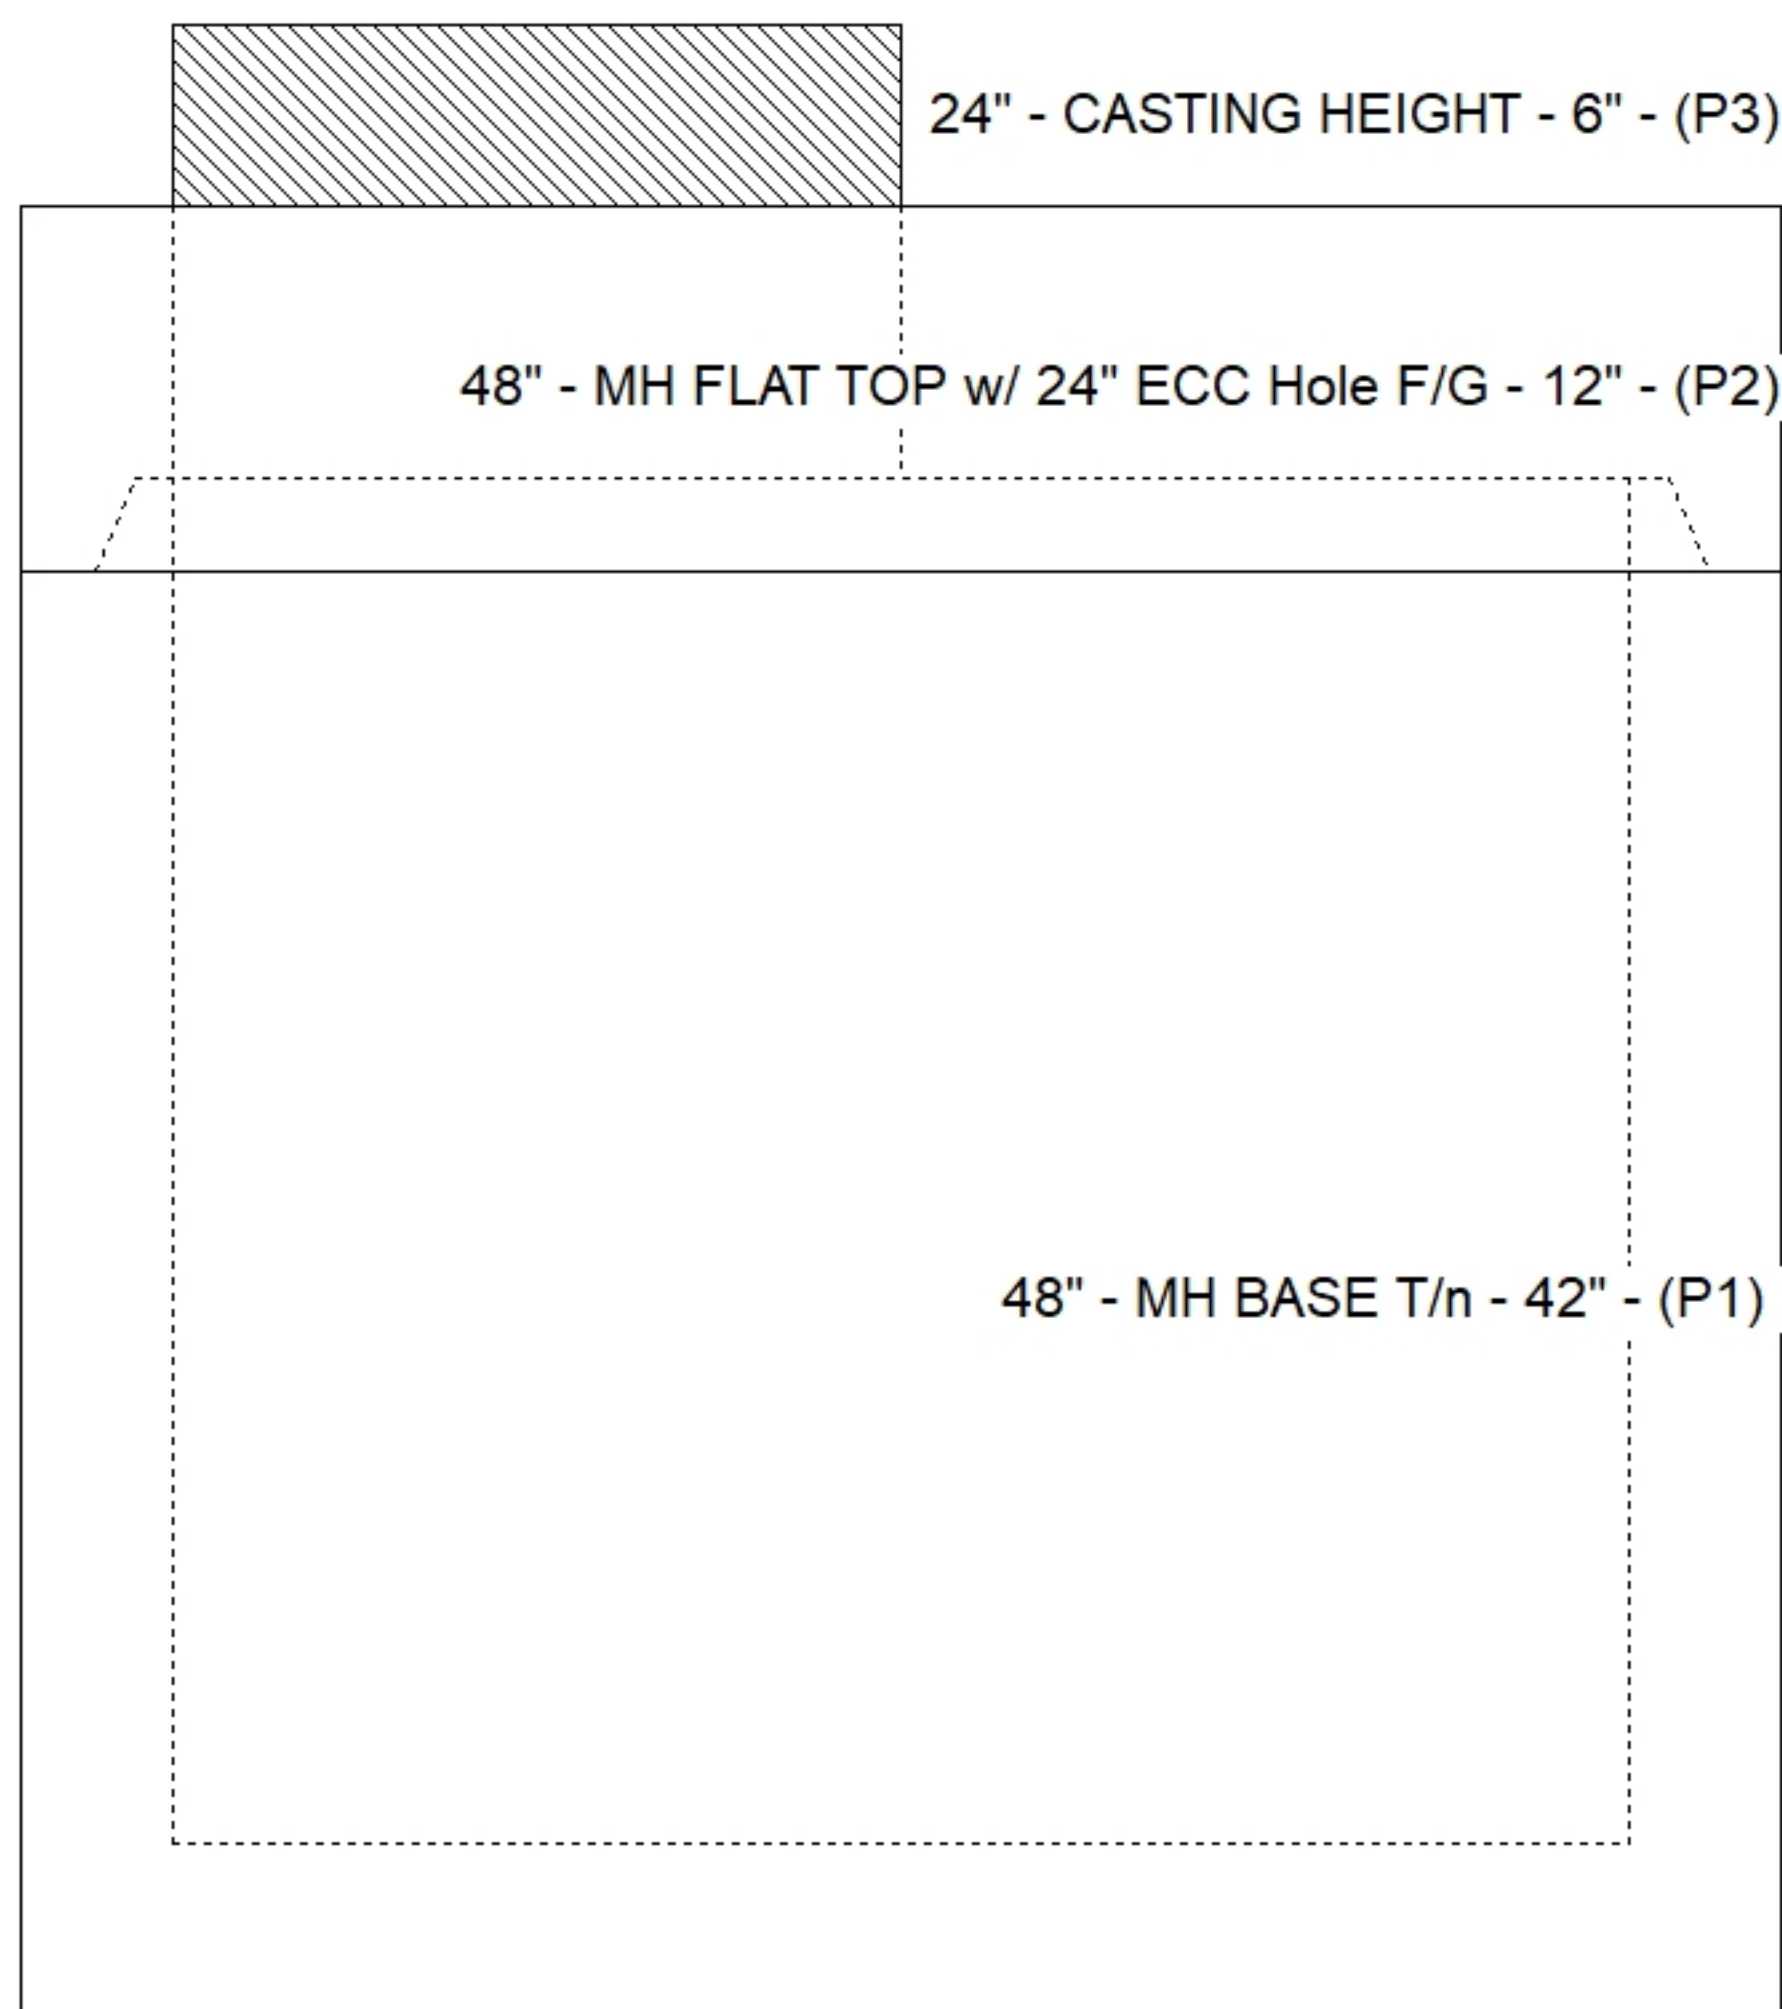 24" - CASTING HEIGHT - 6" - (P3)
48" - MH FLAT TOP w/ 24" ECC Hole F/G - 12" - (P2)
48" - MH BASE T/n - 42" - (P1)